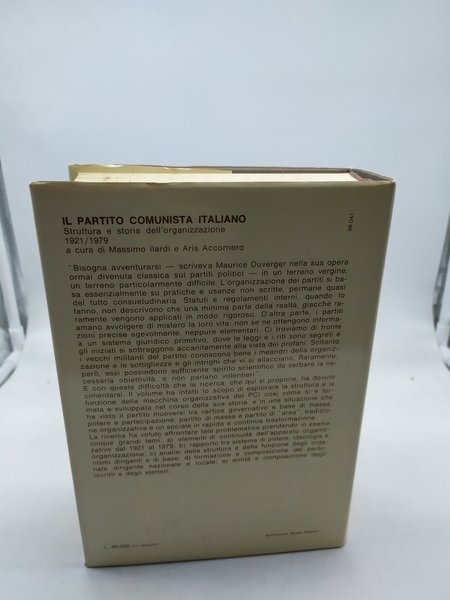 IL PARTITO COMUNISTA ITALIANO
Struttura e storia dell'organizzazione
1921/1979
a cura di Massimo Ilardi e Aris Accornero
"Bisogna avventurarsi — scriveva Maurice Duverger nella sua opera
ormai divenuta classica sui partiti politici — in un terreno vergine,
un terreno particolarmente difficile. L'organizzazione dei partiti si ba-
sa essenzialmente su pratiche e usanze non scritte, permane quasi
del tutto consuetudinaria. Statuti e regolamenti interni, quando lo
fanno, non descrivono che una minima parte della realtà, giacché ra-
ramente vengono applicati in modo rigoroso. D'altra parte, i partiti
amano avvolgere di mistero la loro vita: non se ne ottengono informa-
zioni precise agevolmente, neppure elementari. Ci troviamo di fronte
a un sistema giuridico primitivo, dove le leggi e i riti sono segreti e
gli iniziati si sottraggono accanitamente alla vista dei profani. Soltanto
i vecchi militanti del partito conoscono bene i meandri della organiz-
zazione e le sottigliezze e gli intrighi che vi si allacciano. Raramente,
però, essi possiedono sufficiente spirito scientifico da serbare la ne-
cessaria obiettività, e non parlano volentieri".
È con queste difficoltà che la ricerca, che qui si propone, ha dovuto
cimentarsi. Il volume ha infatti lo scopo di esplorare la struttura e la
funzione della macchina organizzativa del PCI così come si è for-
mata e sviluppata nel corso della sua storia e in una situazione che
ha visto il partito muoversi fra vertice governativo e base di massa,
potere e partecipazione, partito di massa e partito di "area", tradizio-
ne organizzativa e un sociale in rapida e continua trasformazione.
La ricerca ha voluto affrontare tale problematica prendendo in esame
cinque grandi temi: a) elementi di continuità dell'apparato organiz-
dal 1921 al 1979; b) rapporto fra sistema di potere, ideologia e
organizzazione; c) analisi della struttura e della funzione degli orga-
nismi dirigenti e di base; d) formazione e composizione del perso-
nale dirigente nazionale e locale; e) entità e composizione degli
iscritti e degli elettori.
L. 80.000